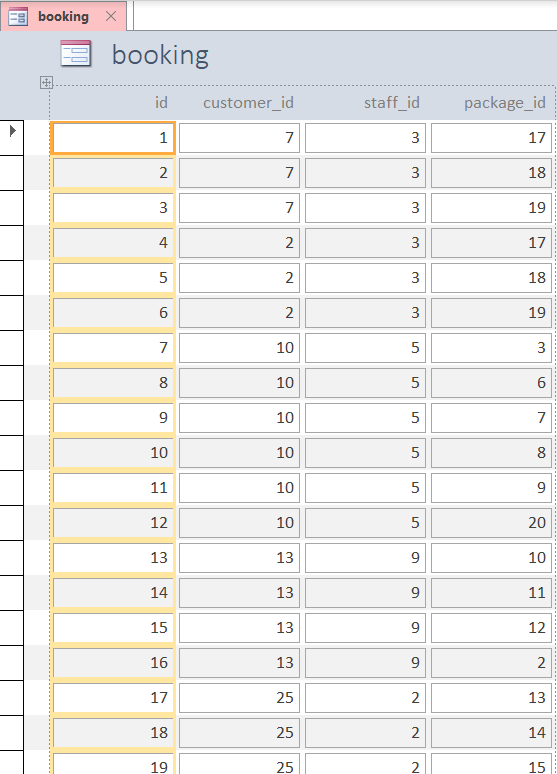 booking
booking
id customer_id staff_id package_id
1 7 3 17
2 7 3 18
3 7 3 19
4 2 3 17
5 2 3 18
6 2 3 19
7 10 5 3
8 10 5 6
9 10 5 7
10 10 5 8
11 10 5 9
12 10 5 20
13 13 9 10
14 13 9 11
15 13 9 12
16 13 9 2
17 25 2 13
18 25 2 14
19 25 2 15